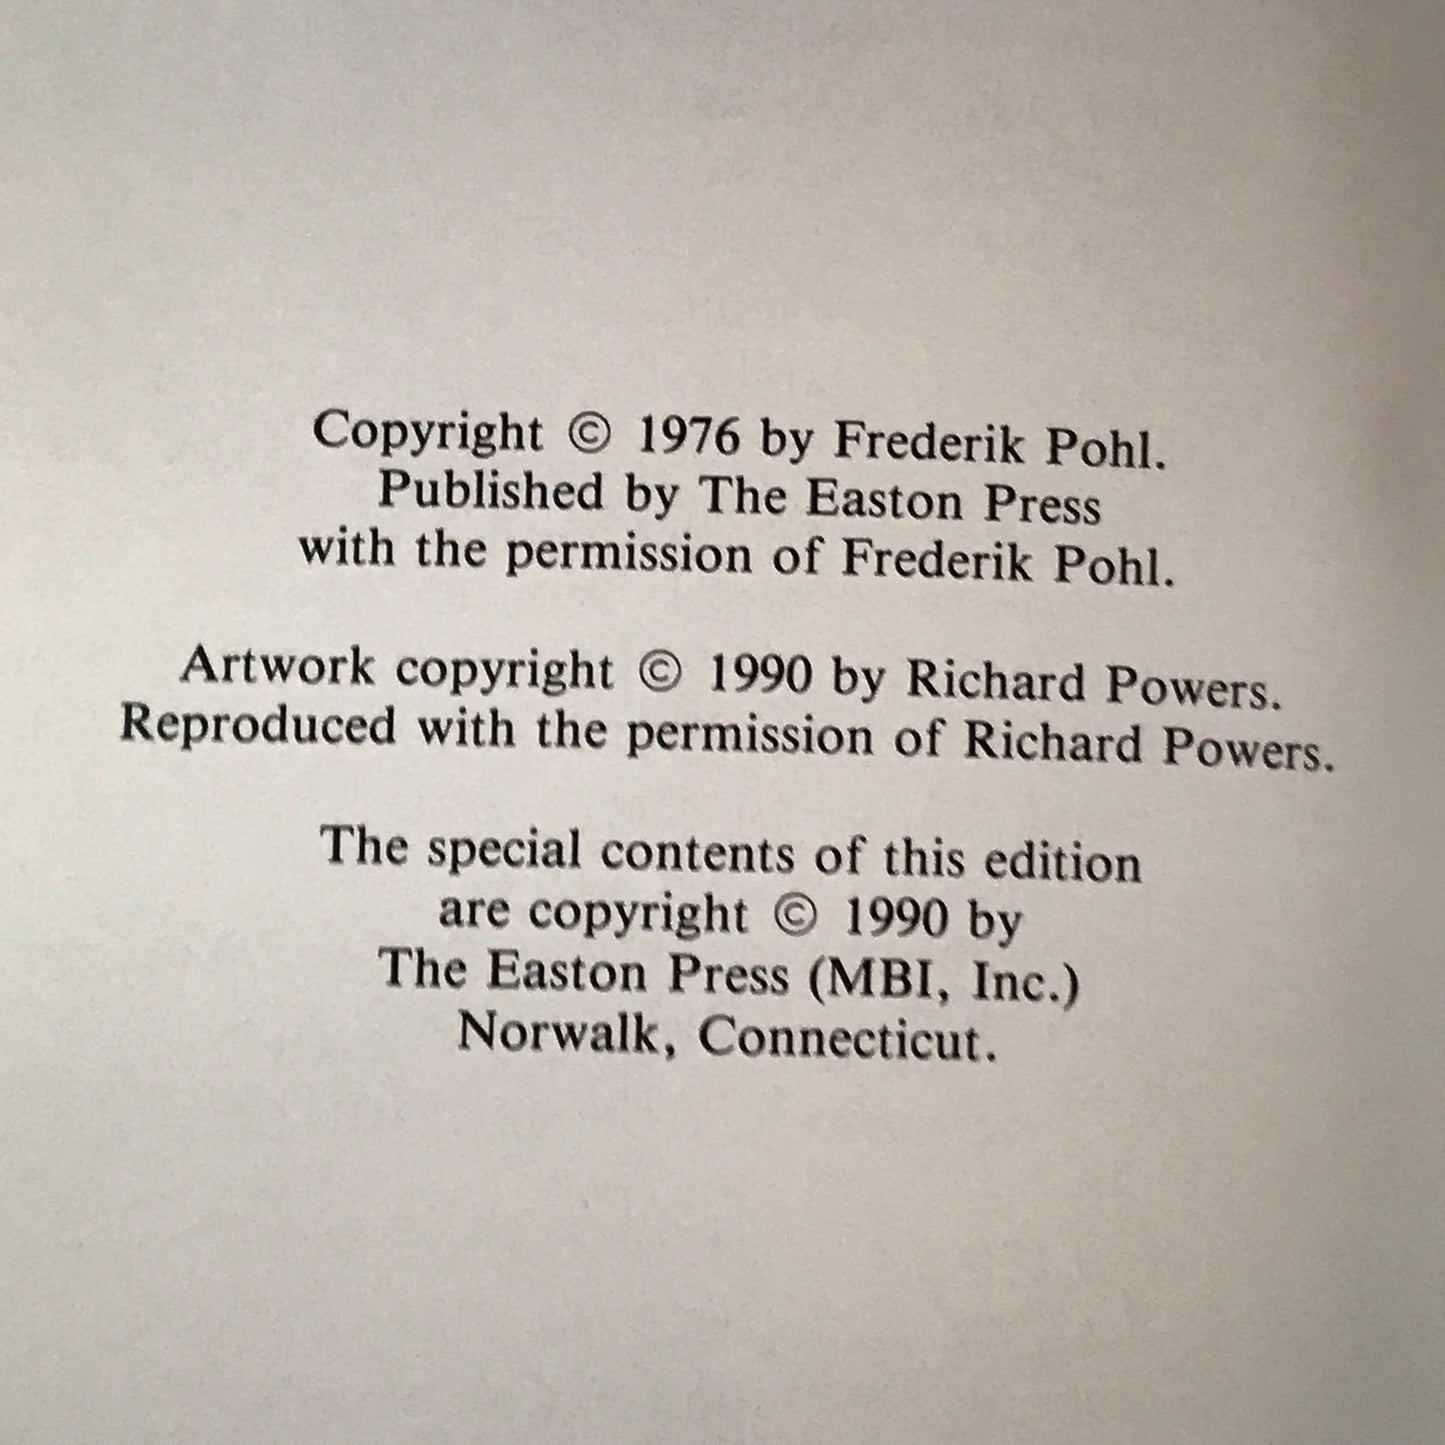 Copyright © 1976 by Frederik Pohl.
Published by The Easton Press
with the permission of Frederik Pohl.
Artwork copyright © 1990 by Richard Powers.
Reproduced with the permission of Richard Powers.
The special contents of this edition
are copyright © 1990 by
The Easton Press (MBI, Inc.)
Norwalk, Connecticut.